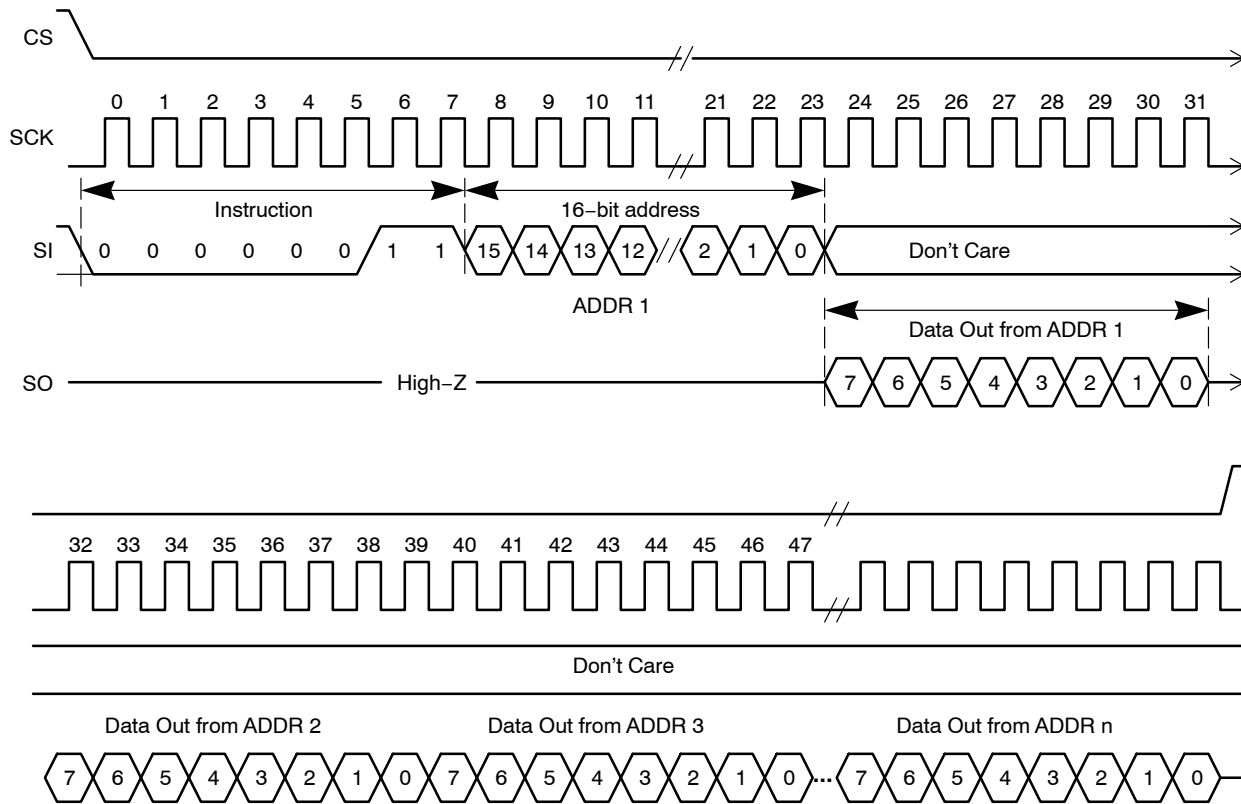 CS
0 1 2 3 4 5 6 7 8 9 10 11 21 22 23 24 25 26 27 28 29 30 31
SCK
Instruction 16−bit address
SI 0 0 0 0 0 0 1 1 15 14 13 12 2 1 0 Don't Care
ADDR 1
Data Out from ADDR 1
SO High−Z 7 6 5 4 3 2 1 0
32 33 34 35 36 37 38 39 40 41 42 43 44 45 46 47
Don't Care
Data Out from ADDR 2 Data Out from ADDR 3 Data Out from ADDR n
7 6 5 4 3 2 1 0 7 6 5 4 3 2 1 0 ... 7 6 5 4 3 2 1 0